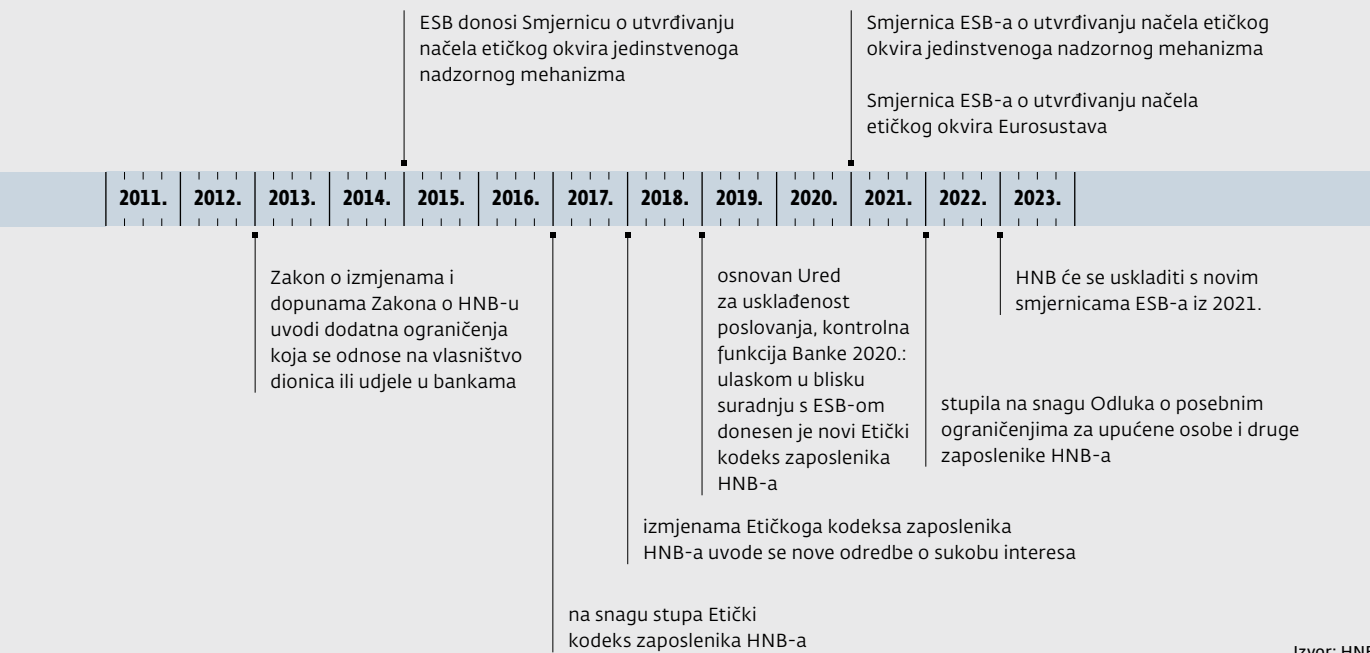 ESB donosi Smjernicu o utvrđivanju
načela etičkog okvira jedinstvenoga
nadzornog mehanizma
Smjernica ESB-a o utvrđivanju načela etičkog
okvira jedinstvenoga nadzornog mehanizma
Smjernica ESB-a o utvrđivanju načela
etičkog okvira Eurosustava
2011. 2012. 2013. 2014. 2015. 2016. 2017. 2018. 2019. 2020. 2021. 2022. 2023.
Zakon o izmjenama i
dopunama Zakona o HNB-u
uvodi dodatna ograničenja
koja se odnose na vlasništvo
dionica ili udjele u bankama
osnovan Ured
za usklađenost
poslovanja, kontrolna
funkcija Banke 2020.:
ulaskom u blisku
suradnju s ESB-om
donesen je novi Etički
kodeks zaposlenika
HNB-a
HNB će se uskladiti s novim
smjernicama ESB-a iz 2021.
stupila na snagu Odluka o posebnim
ograničenjima za upućene osobe i druge
zaposlenike HNB-a
izmjenama Etičkoga kodeksa zaposlenika
HNB-a uvode se nove odredbe o sukobu interesa
na snagu stupa Etički
kodeks zaposlenika HNB-a
Izvor: HNB